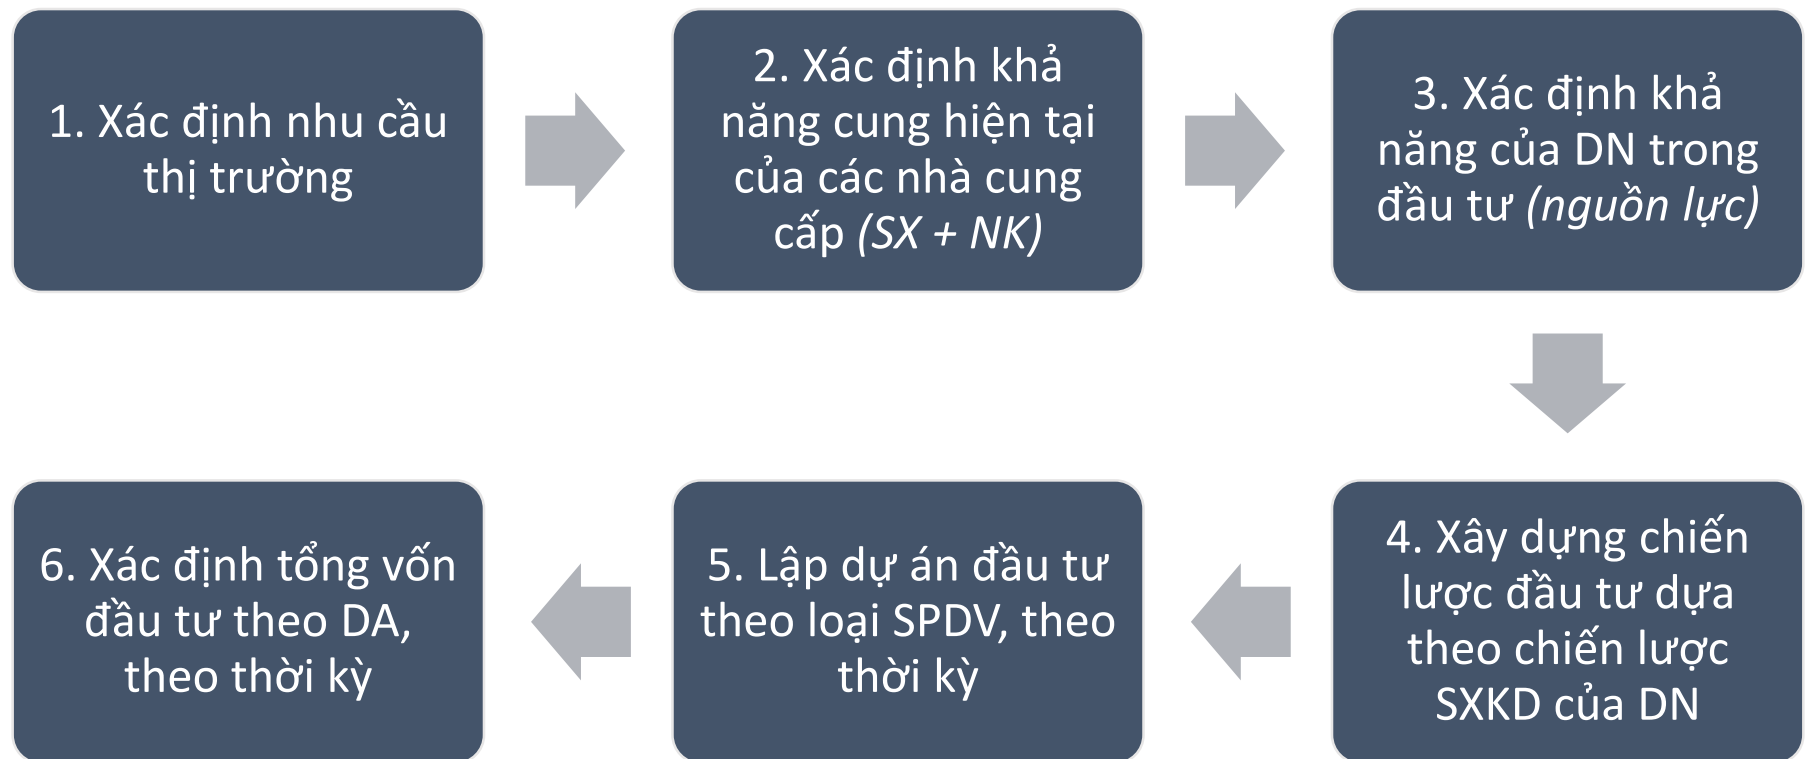 1. Xác định nhu cầu
thị trường
2. Xác định khả
năng cung hiện tại
của các nhà cung
cấp (SX + NK)
3. Xác định khả
năng của DN trong
đầu tư (nguồn lực)
4. Xây dựng chiến
lược đầu tư dựa
theo chiến lược
SXKD của DN
5. Lập dự án đầu tư
theo loại SPDV, theo
thời kỳ
6. Xác định tổng vốn
đầu tư theo DA,
theo thời kỳ